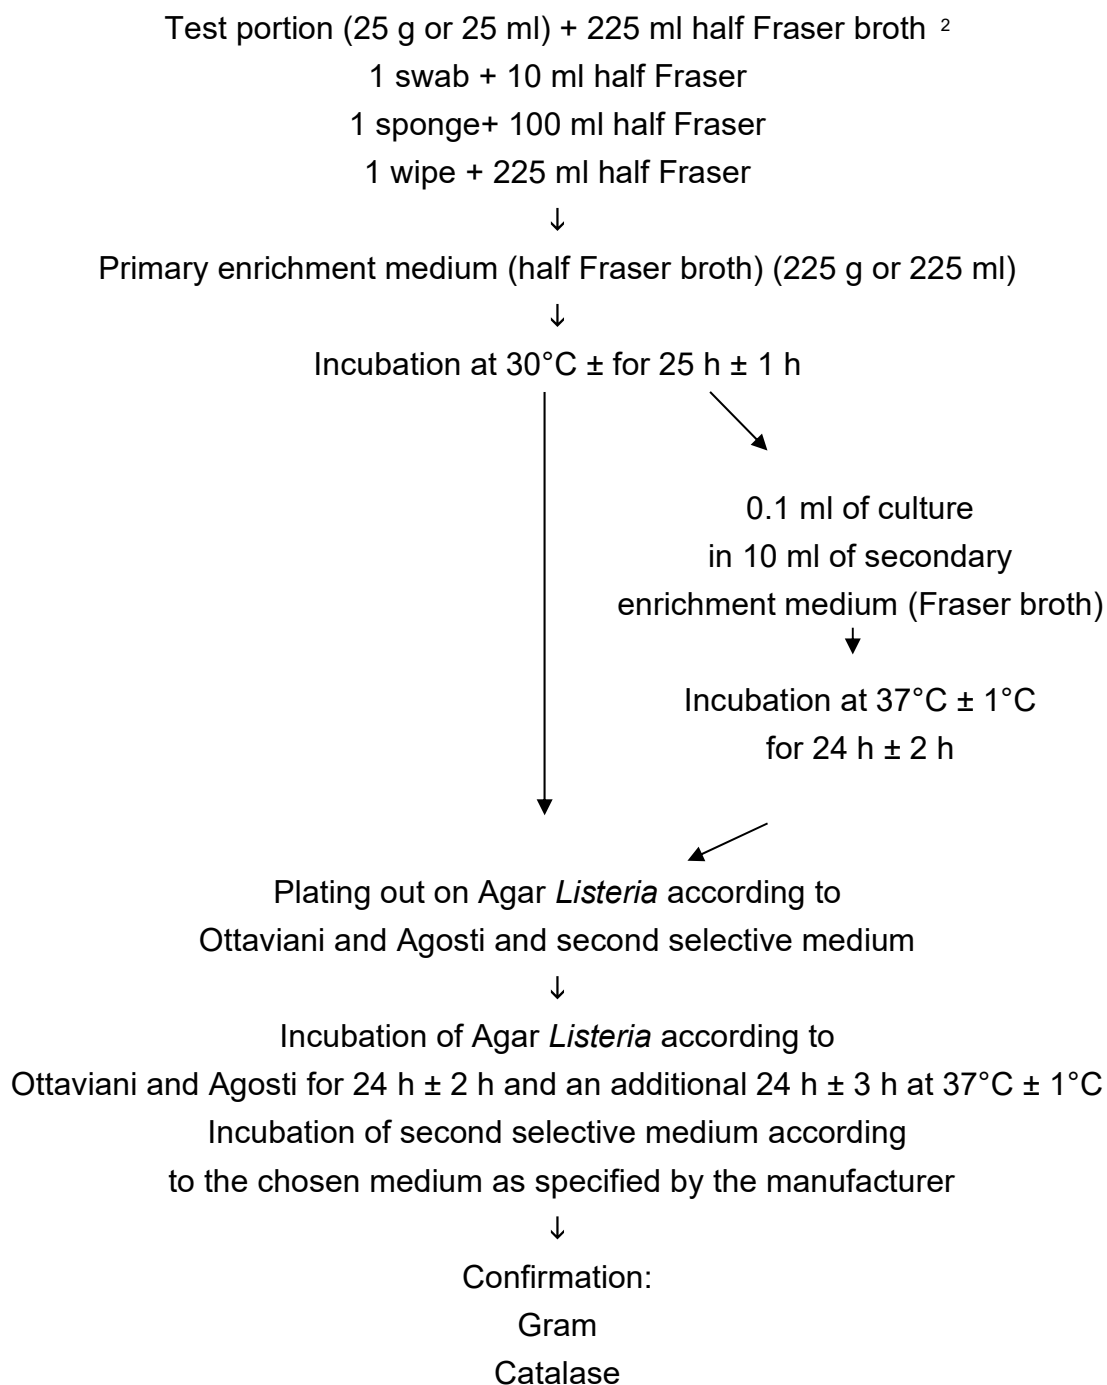 Test portion (25 g or 25 ml) + 225 ml half Fraser broth ²
1 swab + 10 ml half Fraser
1 sponge+ 100 ml half Fraser
1 wipe + 225 ml half Fraser
↓
Primary enrichment medium (half Fraser broth) (225 g or 225 ml)
↓
Incubation at 30°C ± for 25 h ± 1 h
0.1 ml of culture
in 10 ml of secondary
enrichment medium (Fraser broth)
Incubation at 37°C ± 1°C
for 24 h ± 2 h
Plating out on Agar Listeria according to
Ottaviani and Agosti and second selective medium
↓
Incubation of Agar Listeria according to
Ottaviani and Agosti for 24 h ± 2 h and an additional 24 h ± 3 h at 37°C ± 1°C
Incubation of second selective medium according
to the chosen medium as specified by the manufacturer
↓
Confirmation:
Gram
Catalase